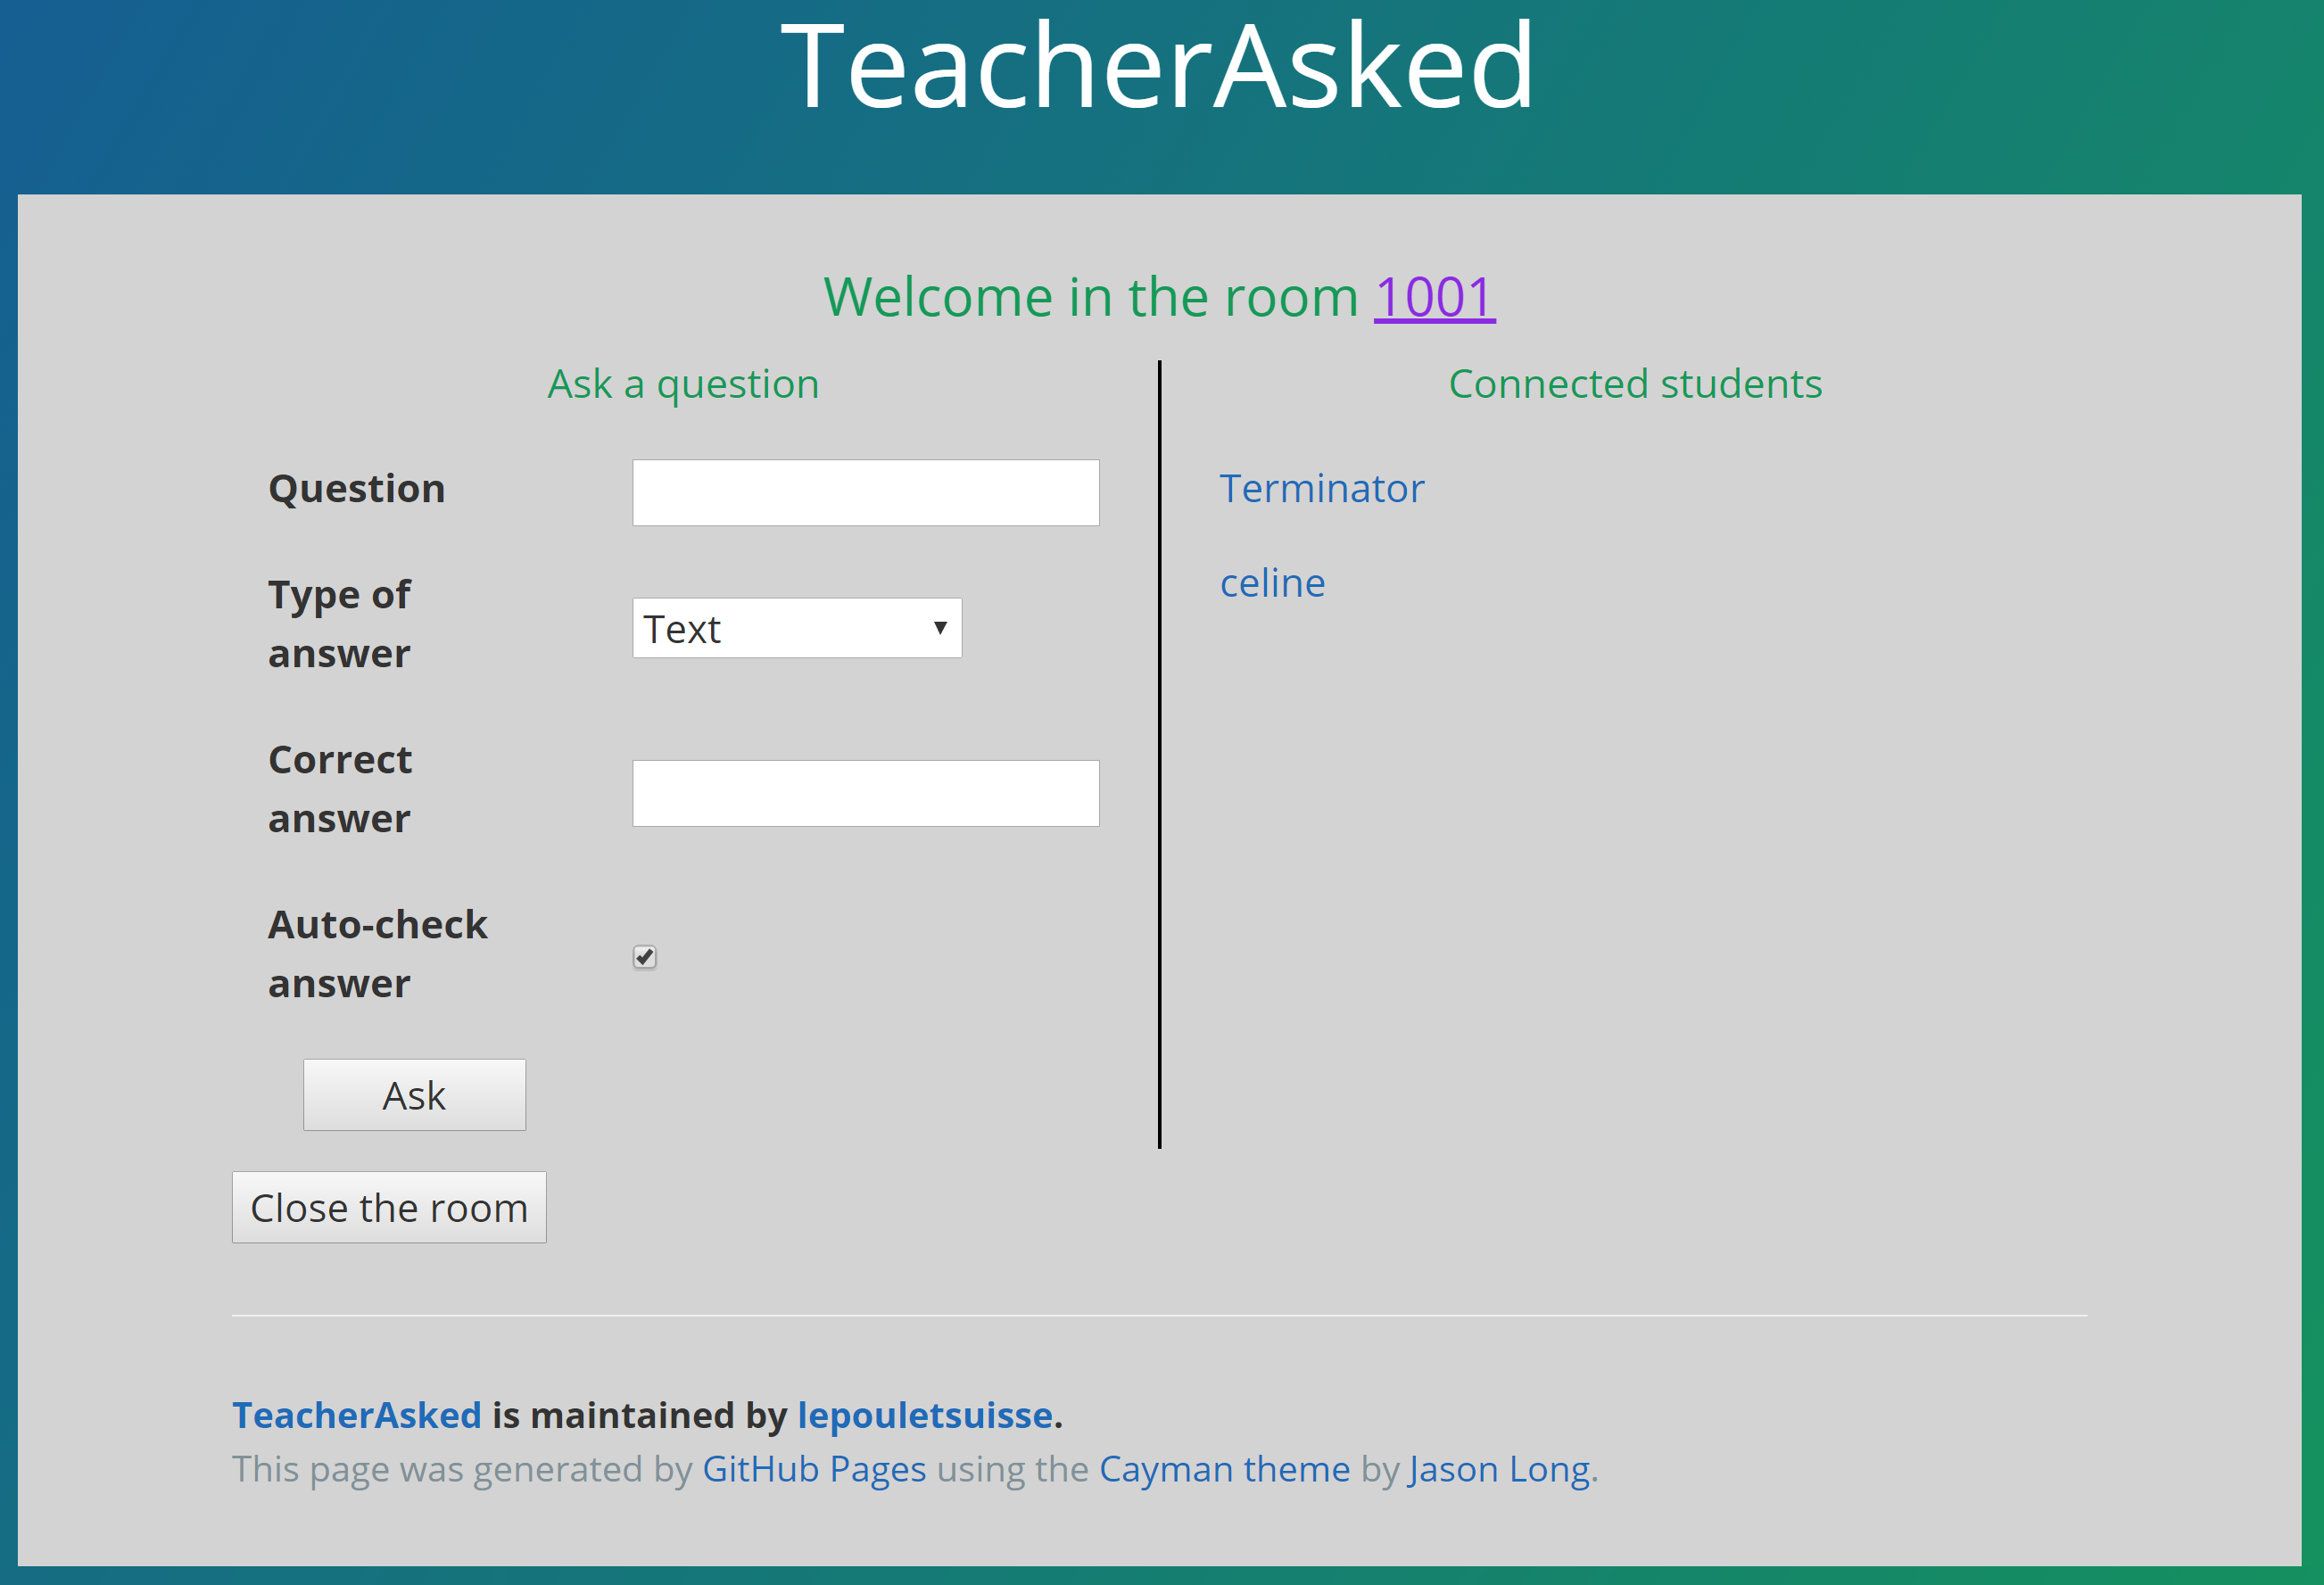 TeacherAsked
Welcome in the room 1001
Ask a question
Question
Type of
answer
Text
Correct
answer
Auto-check
answer
Ask
Close the room
Connected students
Terminator
celine
TeacherAsked is maintained by lepouletsuisse.
This page was generated by GitHub Pages using the Cayman theme by Jason Long.